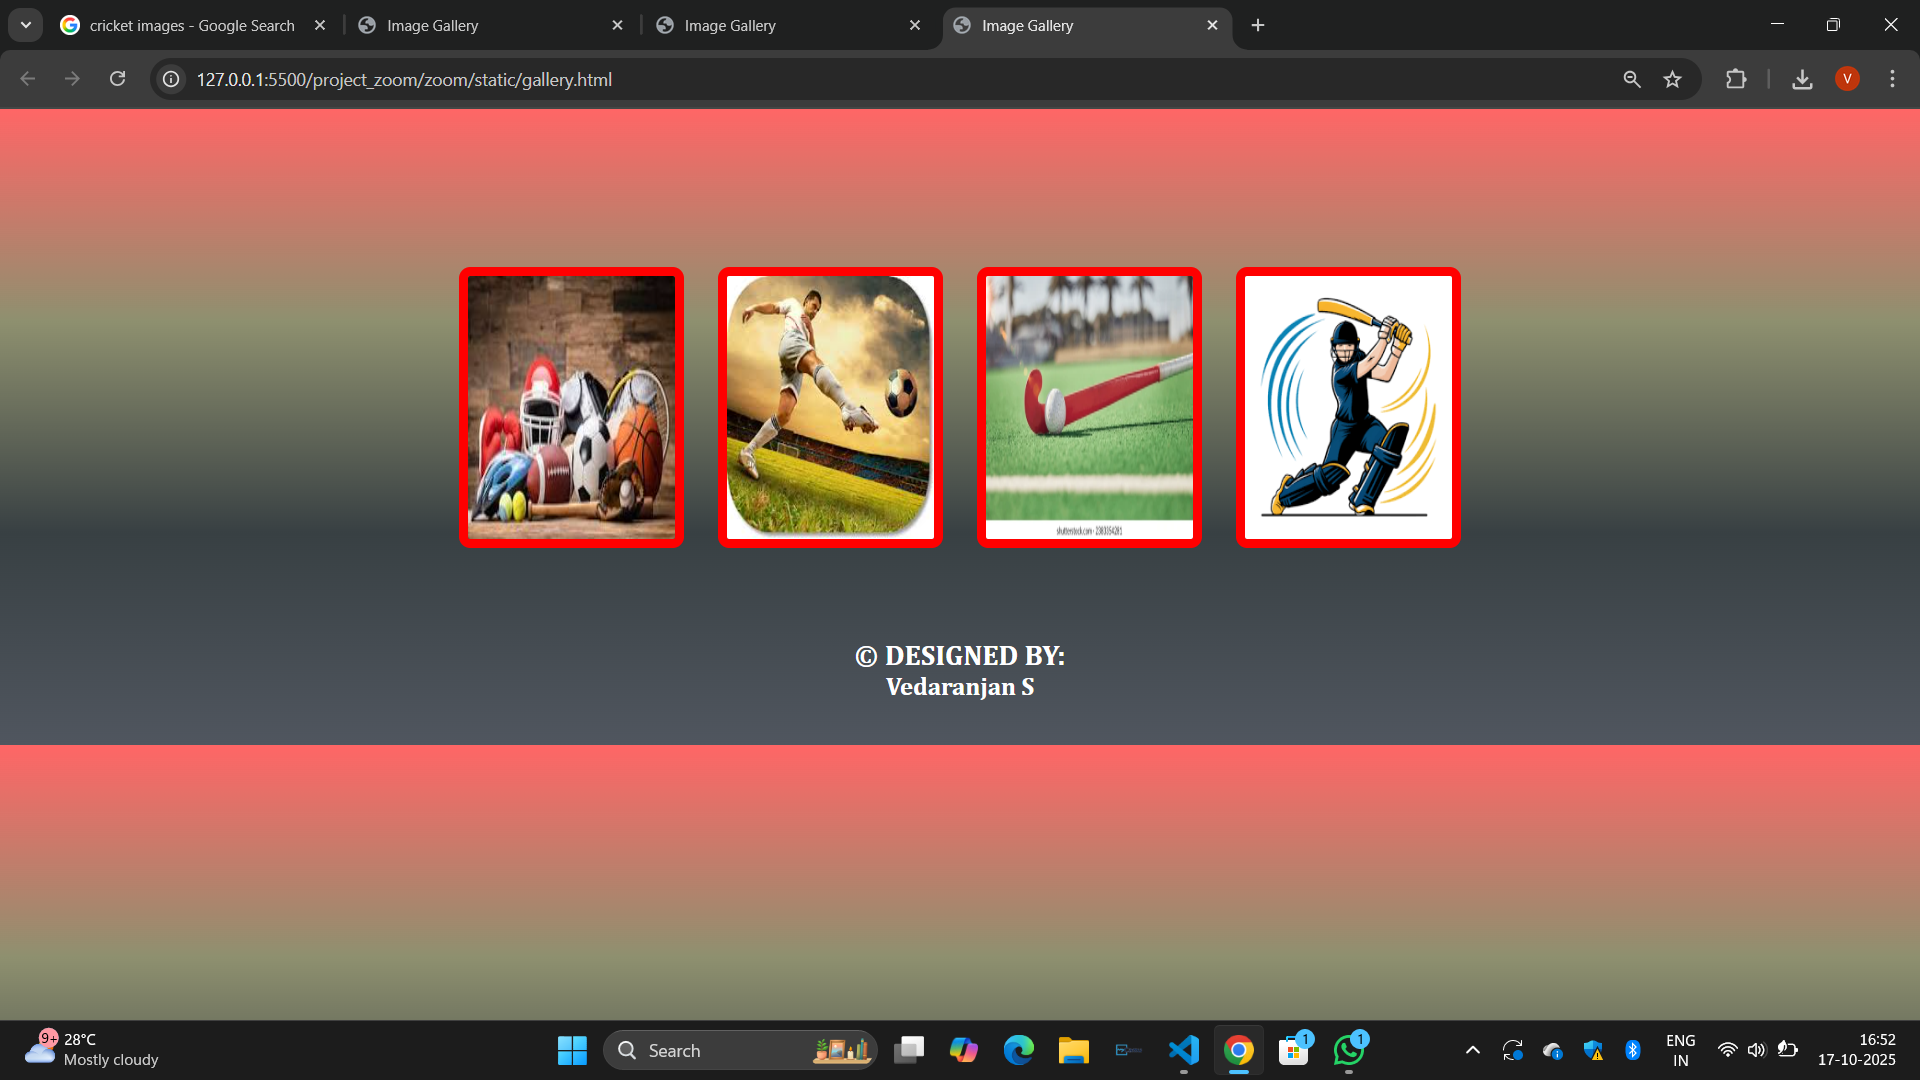 cricket images - Google Search
Image Gallery
Image Gallery
Image Gallery
127.0.0.1:5500/project_zoom/zoom/static/gallery.html
V
shutterstock.com · 2383354281
© DESIGNED BY:
Vedaranjan S
9+
28°C
Mostly cloudy
Search
1
1
ENG
IN
16:52
17-10-2025